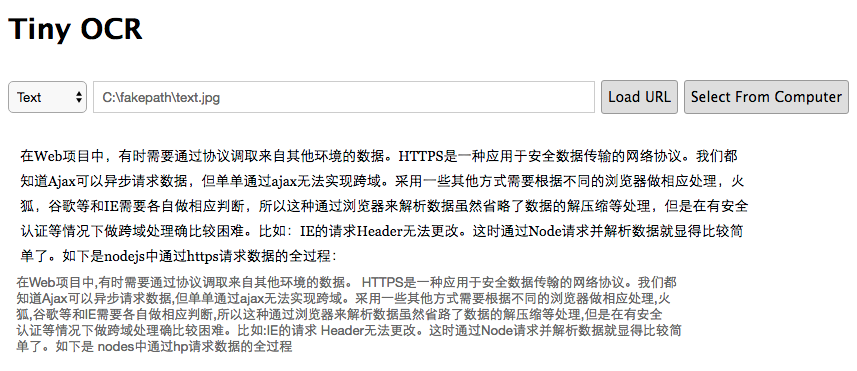 Tiny OCR
Text C:\fakepath\text.jpg Load URL Select From Computer
在Web项目中，有时需要通过协议调取来自其他环境的数据。HTTPS是一种应用于安全数据传输的网络协议。我们都
知道Ajax可以异步请求数据，但单单通过ajax无法实现跨域。采用一些其他方式需要根据不同的浏览器做相应处理，火
狐，谷歌等和IE需要各自做相应判断，所以这种通过浏览器来解析数据虽然省略了数据的解压缩等处理，但是在有安全
认证等情况下做跨域处理确比较困难。比如：IE的请求Header无法更改。这时通过Node请求并解析数据就显得比较简
单了。如下是nodejs中通过https请求数据的全过程：
在Web项目中,有时需要通过协议调取来自其他环境的数据。 HTTPS是一种应用于安全数据传输的网络协议。我们都
知道Ajax可以异步请求数据,但单单通过ajax无法实现跨域。采用一些其他方式需要根据不同的浏览器做相应处理,火
狐,谷歌等和IE需要各自做相应判断,所以这种通过浏览器来解析数据虽然省路了数据的解压缩等处理,但是在有安全
认证等情况下做跨域处理确比较困难。比如:IE的请求 Header无法更改。这时通过Node请求并解析数据就显得比较简
单了。如下是 nodes中通过hp请求数据的全过程